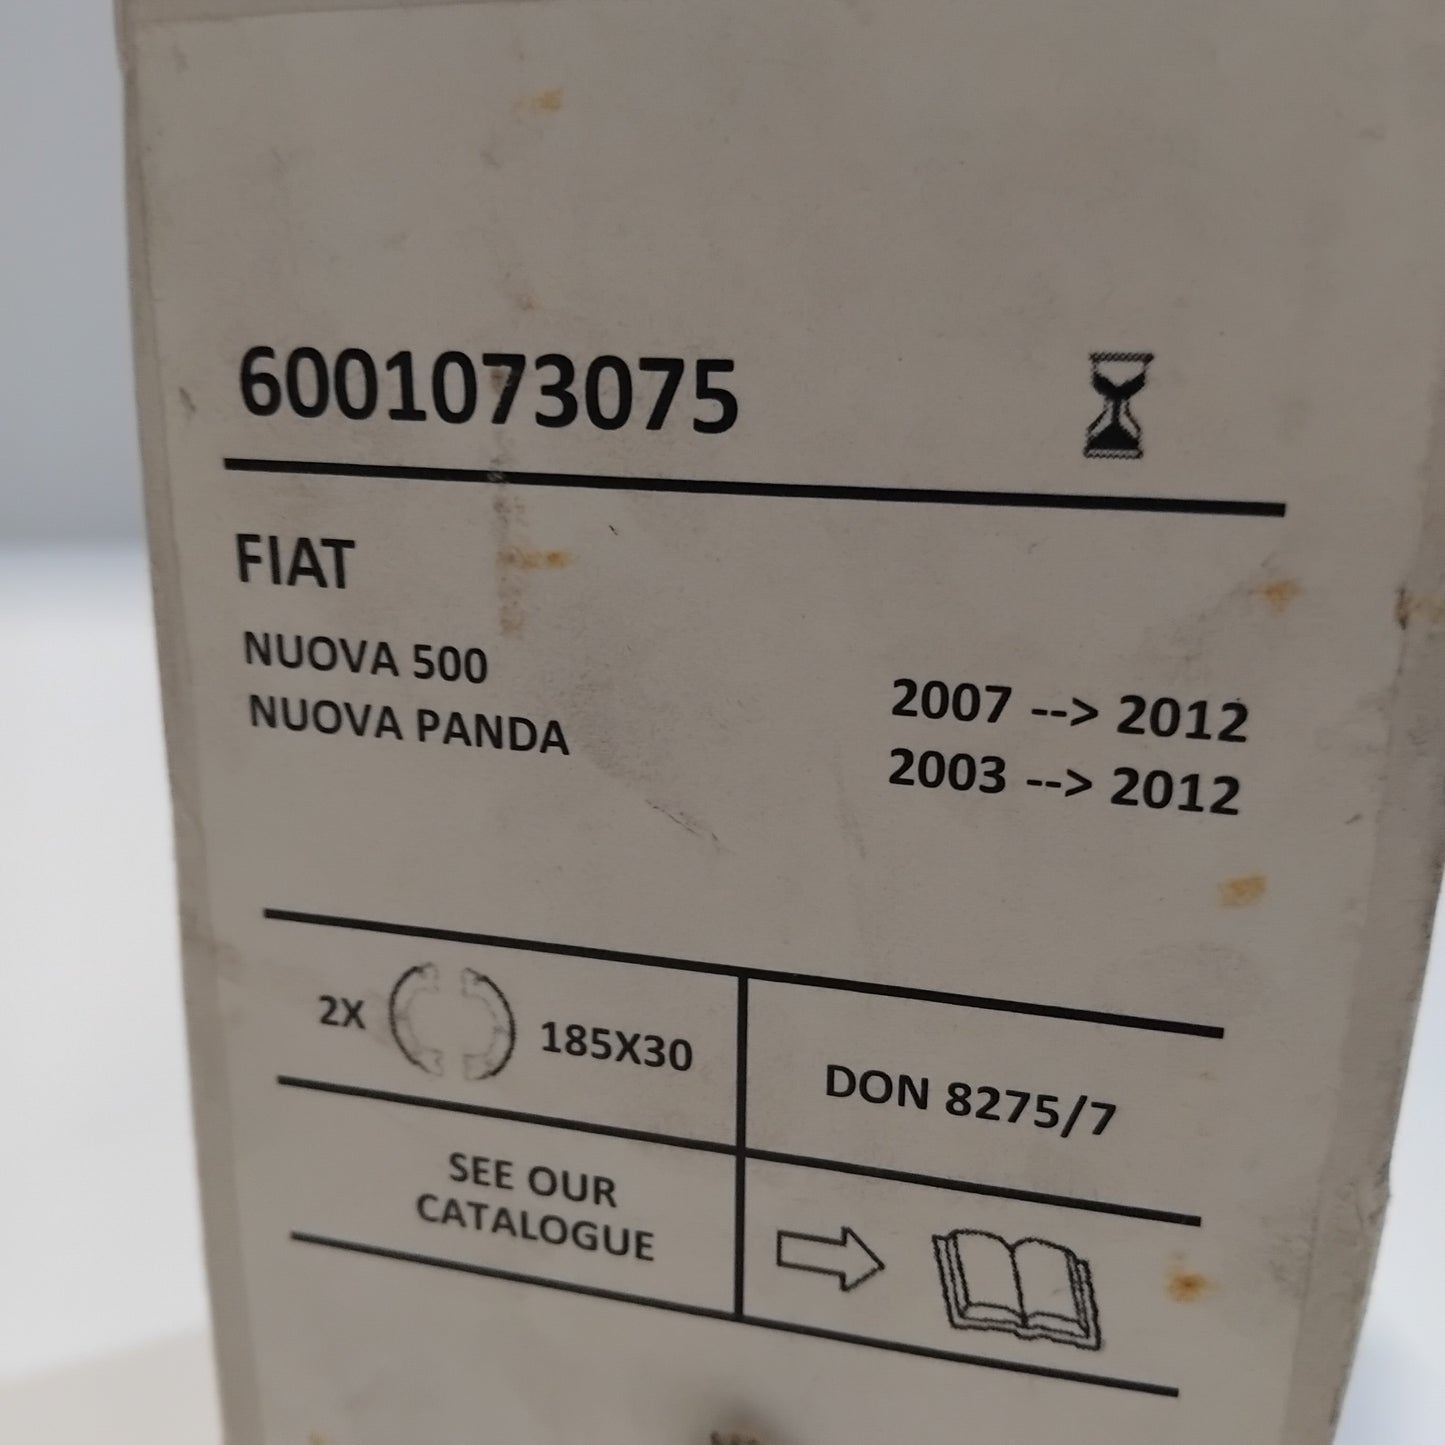 6001073075
FIAT
NUOVA 500 2007 --> 2012
NUOVA PANDA 2003 --> 2012
2X 185X30
DON 8275/7
SEE OUR
CATALOGUE